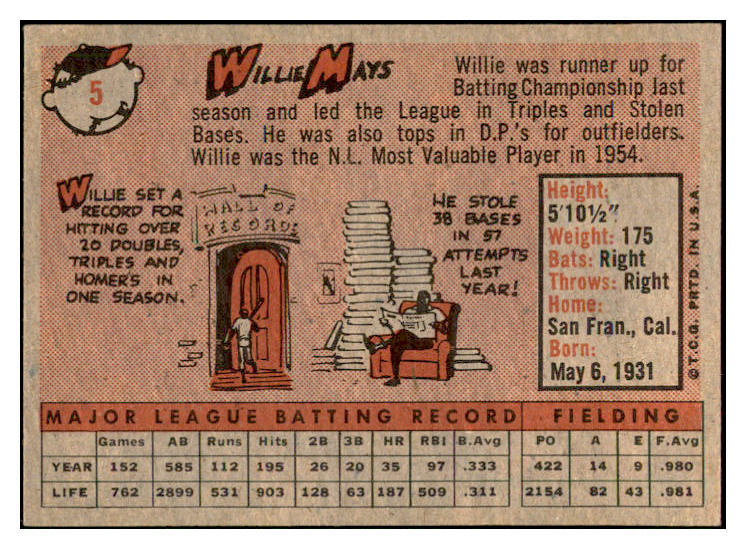 5
WILLIE MAYS
Willie was runner up for
Batting Championship last
season and led the League in Triples and Stolen
Bases. He was also tops in D.P.'s for outfielders.
Willie was the N.L. Most Valuable Player in 1954.
WILLIE SET A
RECORD FOR
HITTING OVER
20 DOUBLES,
TRIPLES AND
HOMER'S IN
ONE SEASON.
HALL OF
RECORDS
HE STOLE
38 BASES
IN 57
ATTEMPTS
LAST
YEAR!
Height:
5'10½"
Weight: 175
Bats: Right
Throws: Right
Home:
San Fran., Cal.
Born:
May 6, 1931
© T.C.G. PRTD. IN U.S.A.
MAJOR LEAGUE BATTING RECORD FIELDING
Games AB Runs Hits 2B 3B HR RBI B.Avg PO A E F.Avg
YEAR 152 585 112 195 26 20 35 97 .333 422 14 9 .980
LIFE 762 2899 531 903 128 63 187 509 .311 2154 82 43 .981